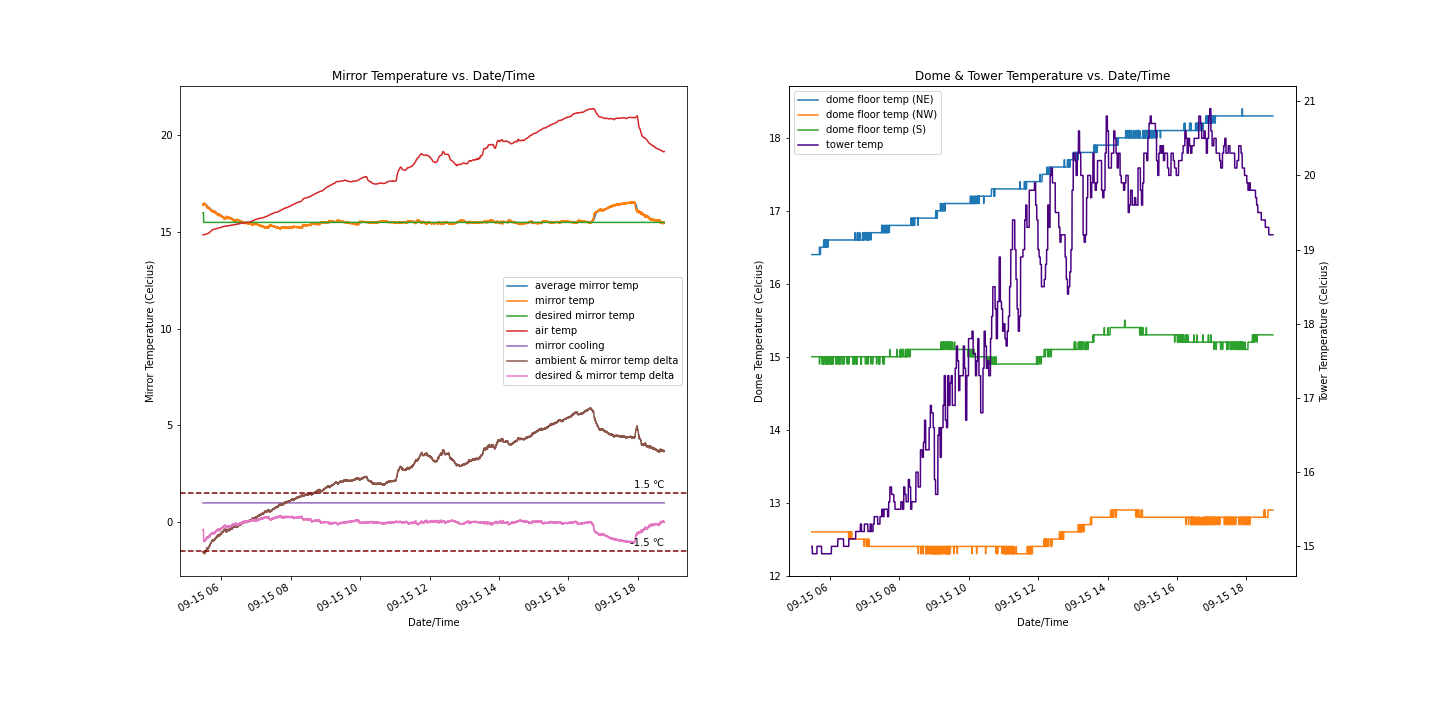 Mirror Temperature vs. Date/Time
Mirror Temperature (Celcius)
20
15
10
5
0
average mirror temp
mirror temp
desired mirror temp
air temp
mirror cooling
ambient & mirror temp delta
desired & mirror temp delta
1.5 °C
-1.5 °C
09-15 06
09-15 08
09-15 10
09-15 12
09-15 14
09-15 16
09-15 18
Date/Time
Dome & Tower Temperature vs. Date/Time
dome floor temp (NE)
dome floor temp (NW)
dome floor temp (S)
tower temp
Dome Temperature (Celcius)
18
17
16
15
14
13
12
21
20
19
18
17
16
15
Tower Temperature (Celcius)
09-15 06
09-15 08
09-15 10
09-15 12
09-15 14
09-15 16
09-15 18
Date/Time